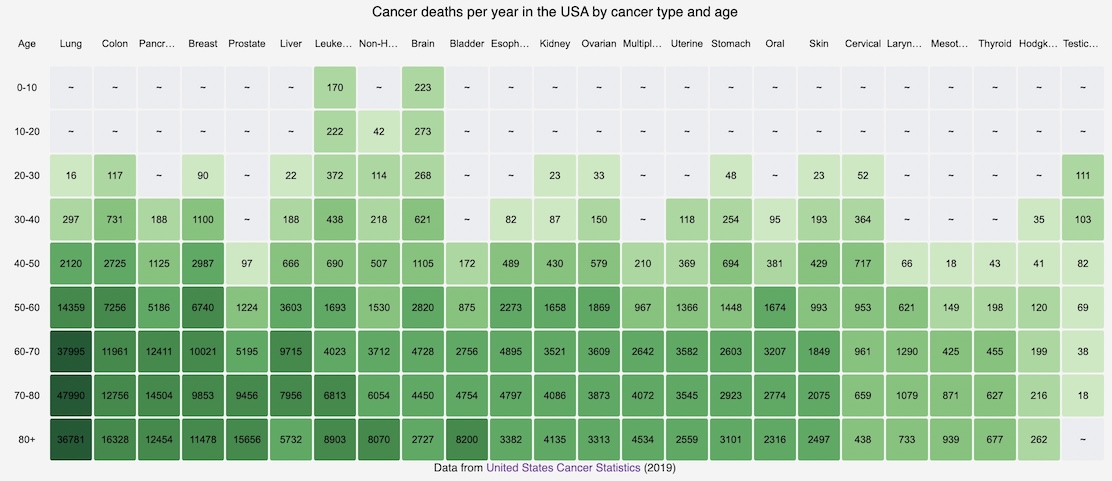 Cancer deaths per year in the USA by cancer type and age
Age Lung Colon Pancr… Breast Prostate Liver Leuke… Non-H… Brain Bladder Esoph… Kidney Ovarian Multipl… Uterine Stomach Oral Skin Cervical Laryn… Mesot… Thyroid Hodgk… Testic…
0-10 ~ ~ ~ ~ ~ ~ 170 ~ 223 ~ ~ ~ ~ ~ ~ ~ ~ ~ ~ ~ ~ ~ ~ ~
10-20 ~ ~ ~ ~ ~ ~ 222 42 273 ~ ~ ~ ~ ~ ~ ~ ~ ~ ~ ~ ~ ~ ~ ~
20-30 16 117 ~ 90 ~ 22 372 114 268 ~ ~ 23 33 ~ ~ 48 ~ 23 52 ~ ~ ~ ~ 111
30-40 297 731 188 1100 ~ 188 438 218 621 ~ 82 87 150 ~ 118 254 95 193 364 ~ ~ ~ 35 103
40-50 2120 2725 1125 2987 97 666 690 507 1105 172 489 430 579 210 369 694 381 429 717 66 18 43 41 82
50-60 14359 7256 5186 6740 1224 3603 1693 1530 2820 875 2273 1658 1869 967 1366 1448 1674 993 953 621 149 198 120 69
60-70 37995 11961 12411 10021 5195 9715 4023 3712 4728 2756 4895 3521 3609 2642 3582 2603 3207 1849 961 1290 425 455 199 38
70-80 47990 12756 14504 9853 9456 7956 6813 6054 4450 4754 4797 4086 3873 4072 3545 2923 2774 2075 659 1079 871 627 216 18
80+ 36781 16328 12454 11478 15656 5732 8903 8070 2727 8200 3382 4135 3313 4534 2559 3101 2316 2497 438 733 939 677 262 ~
Data from United States Cancer Statistics (2019)